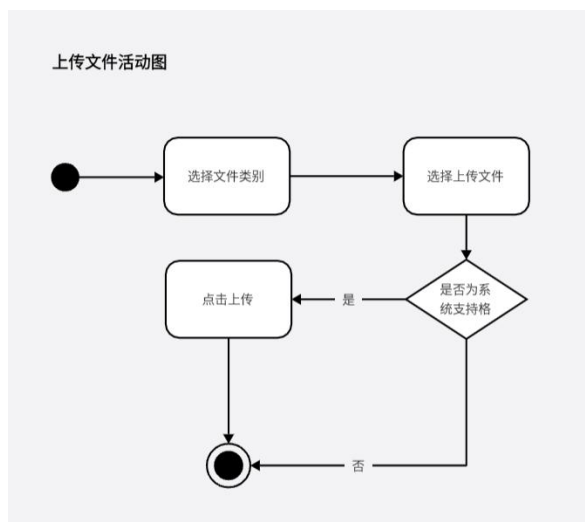 上传文件活动图
选择文件类别
选择上传文件
是否为系
统支持格
是
点击上传
否